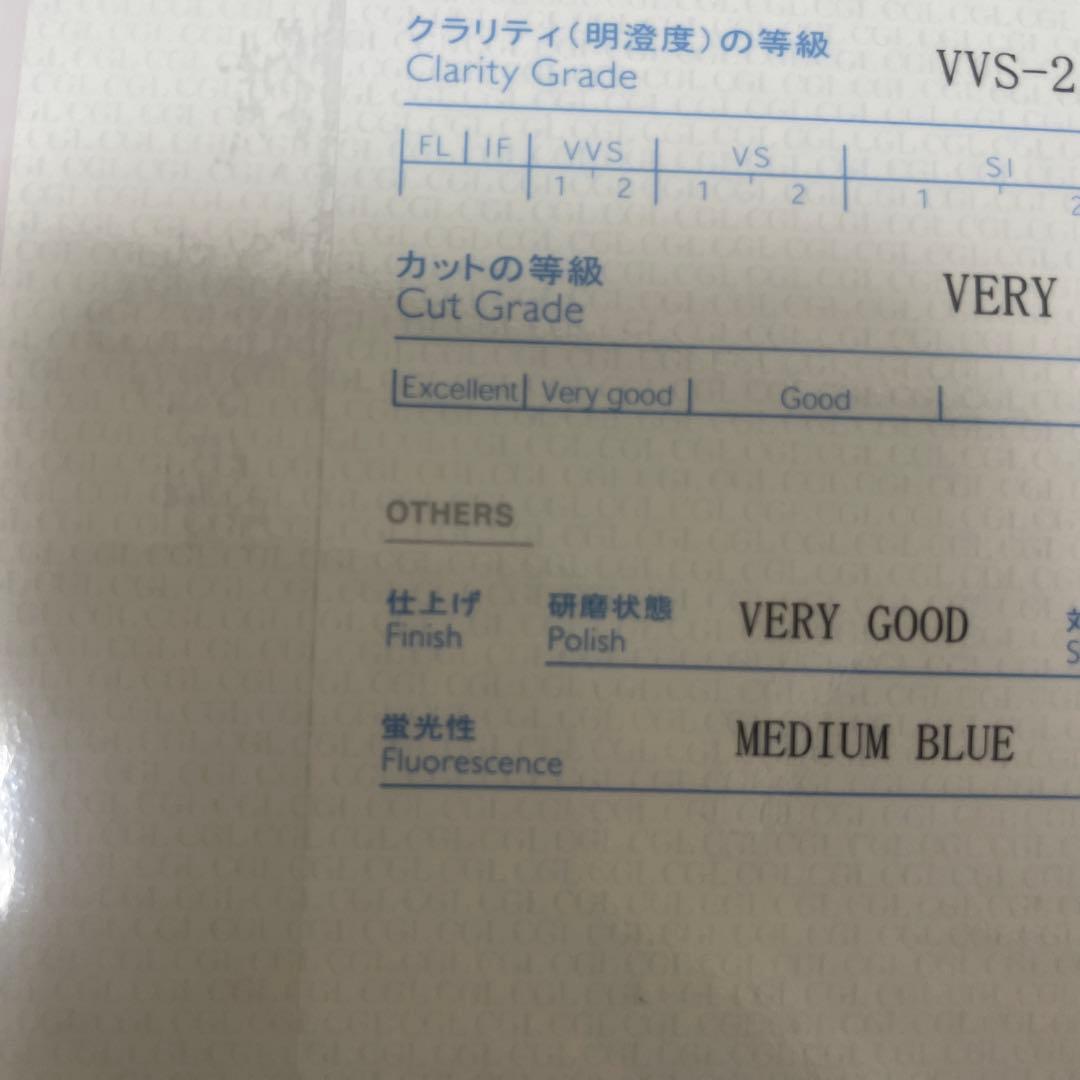 クラリティ(明澄度)の等級
Clarity Grade VVS-2
FL IF VVS VS SI
1 2 1 2 1 2
カットの等級
Cut Grade VERY
Excellent Very good Good
OTHERS
仕上げ 研磨状態
Finish Polish VERY GOOD
蛍光性
Fluorescence MEDIUM BLUE